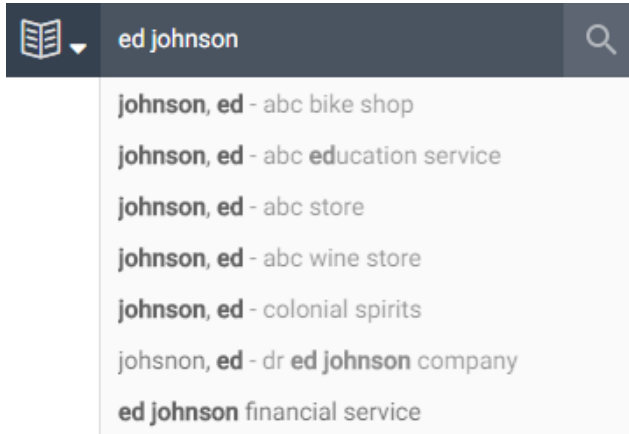 ed johnson
johnson, ed - abc bike shop
johnson, ed - abc education service
johnson, ed - abc store
johnson, ed - abc wine store
johnson, ed - colonial spirits
johsnon, ed - dr ed johnson company
ed johnson financial service